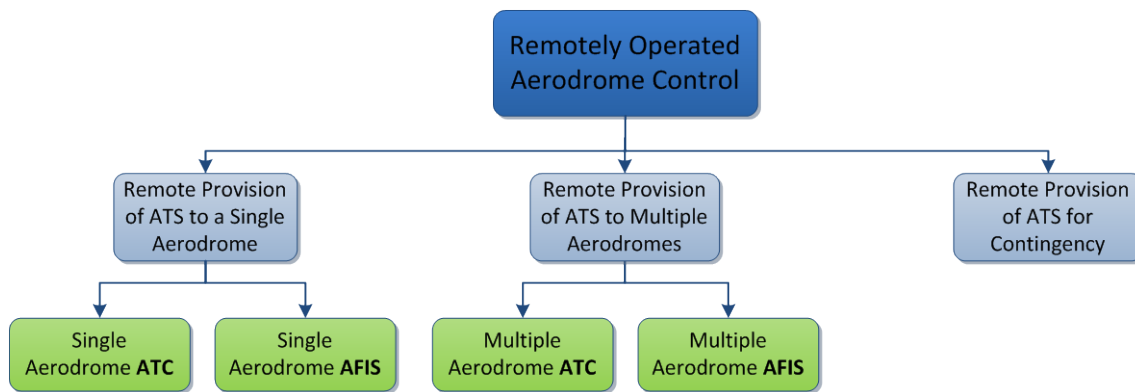 Remotely Operated
Aerodrome Control
Remote Provision
of ATS to a Single
Aerodrome
Remote Provision
of ATS to Multiple
Aerodromes
Remote Provision
of ATS for
Contingency
Single
Aerodrome ATC
Single
Aerodrome AFIS
Multiple
Aerodrome ATC
Multiple
Aerodrome AFIS